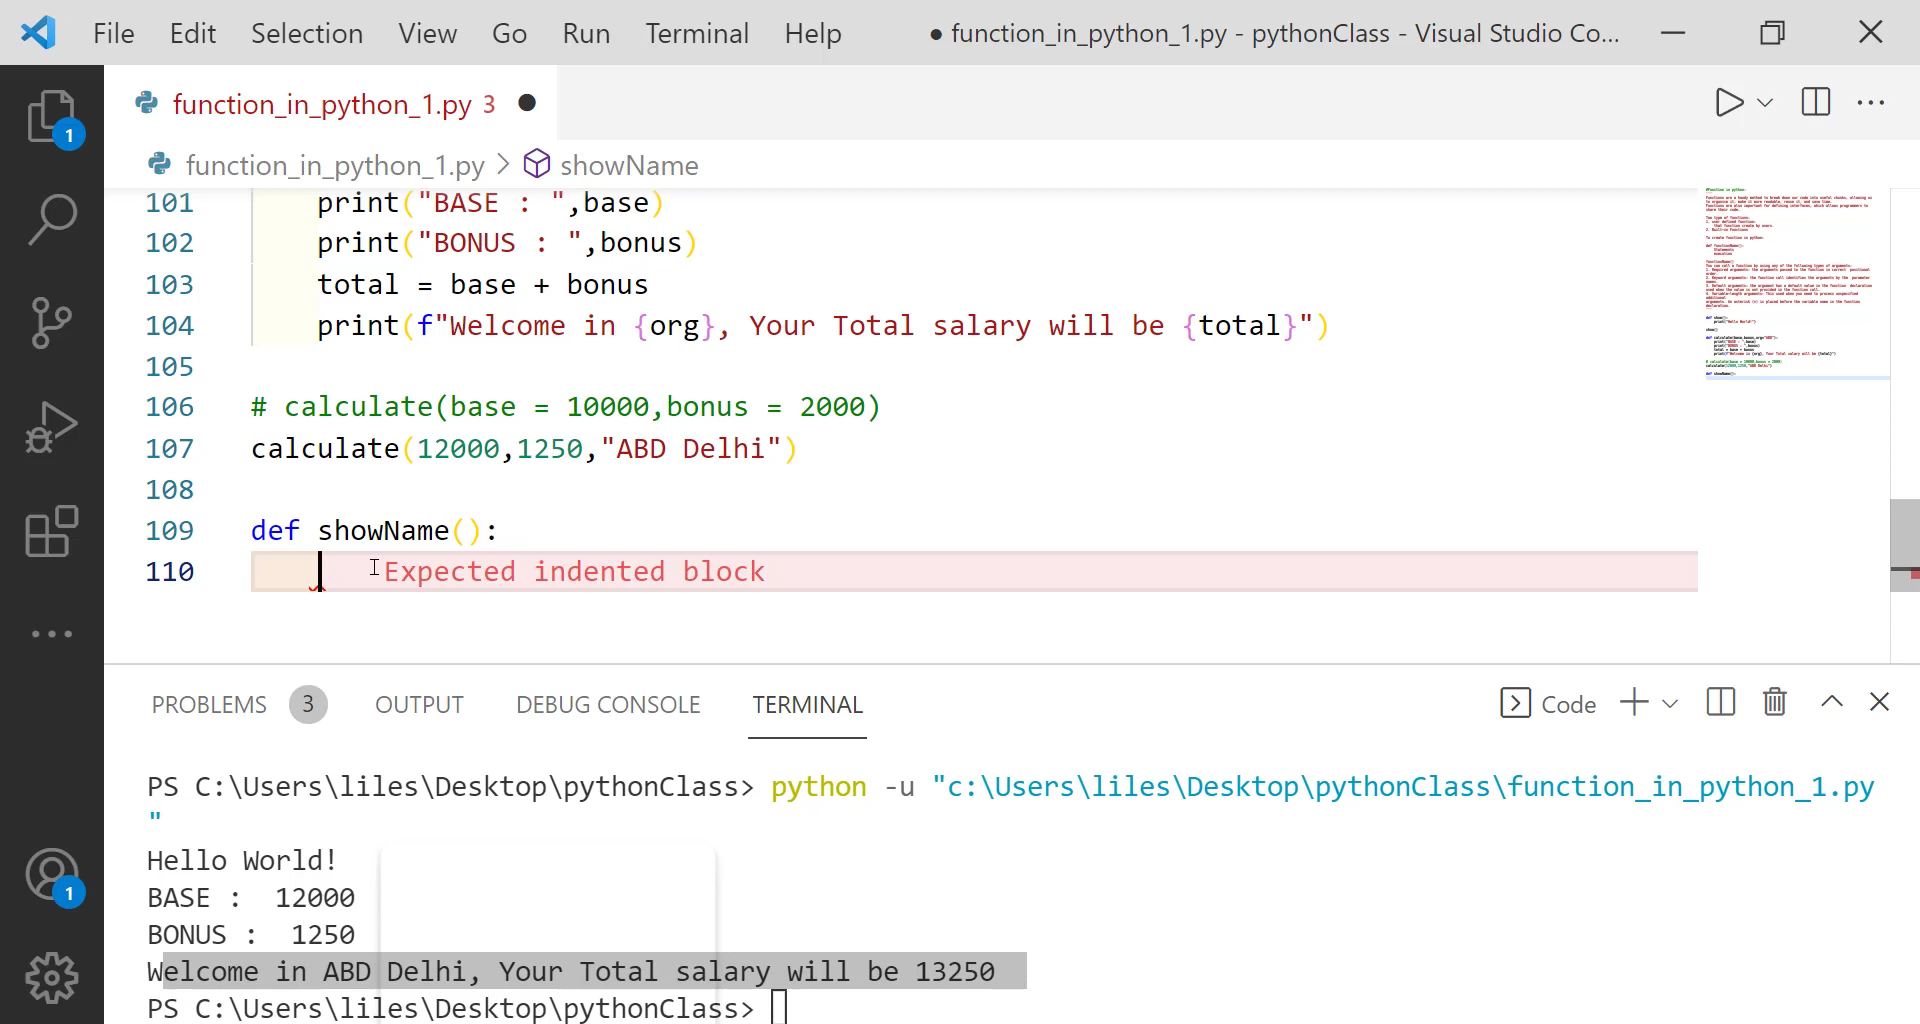 File Edit Selection View Go Run Terminal Help ● function_in_python_1.py - pythonClass - Visual Studio Co...
function_in_python_1.py 3
function_in_python_1.py > showName
101 print("BASE : ",base)
102 print("BONUS : ",bonus)
103 total = base + bonus
104 print(f"Welcome in {org}, Your Total salary will be {total}")
105
106 # calculate(base = 10000,bonus = 2000)
107 calculate(12000,1250,"ABD Delhi")
108
109 def showName():
110 Expected indented block
1
1
PROBLEMS 3 OUTPUT DEBUG CONSOLE TERMINAL Code
PS C:\Users\liles\Desktop\pythonClass> python -u "c:\Users\liles\Desktop\pythonClass\function_in_python_1.py
"
Hello World!
BASE :  12000
BONUS :  1250
Welcome in ABD Delhi, Your Total salary will be 13250
PS C:\Users\liles\Desktop\pythonClass>